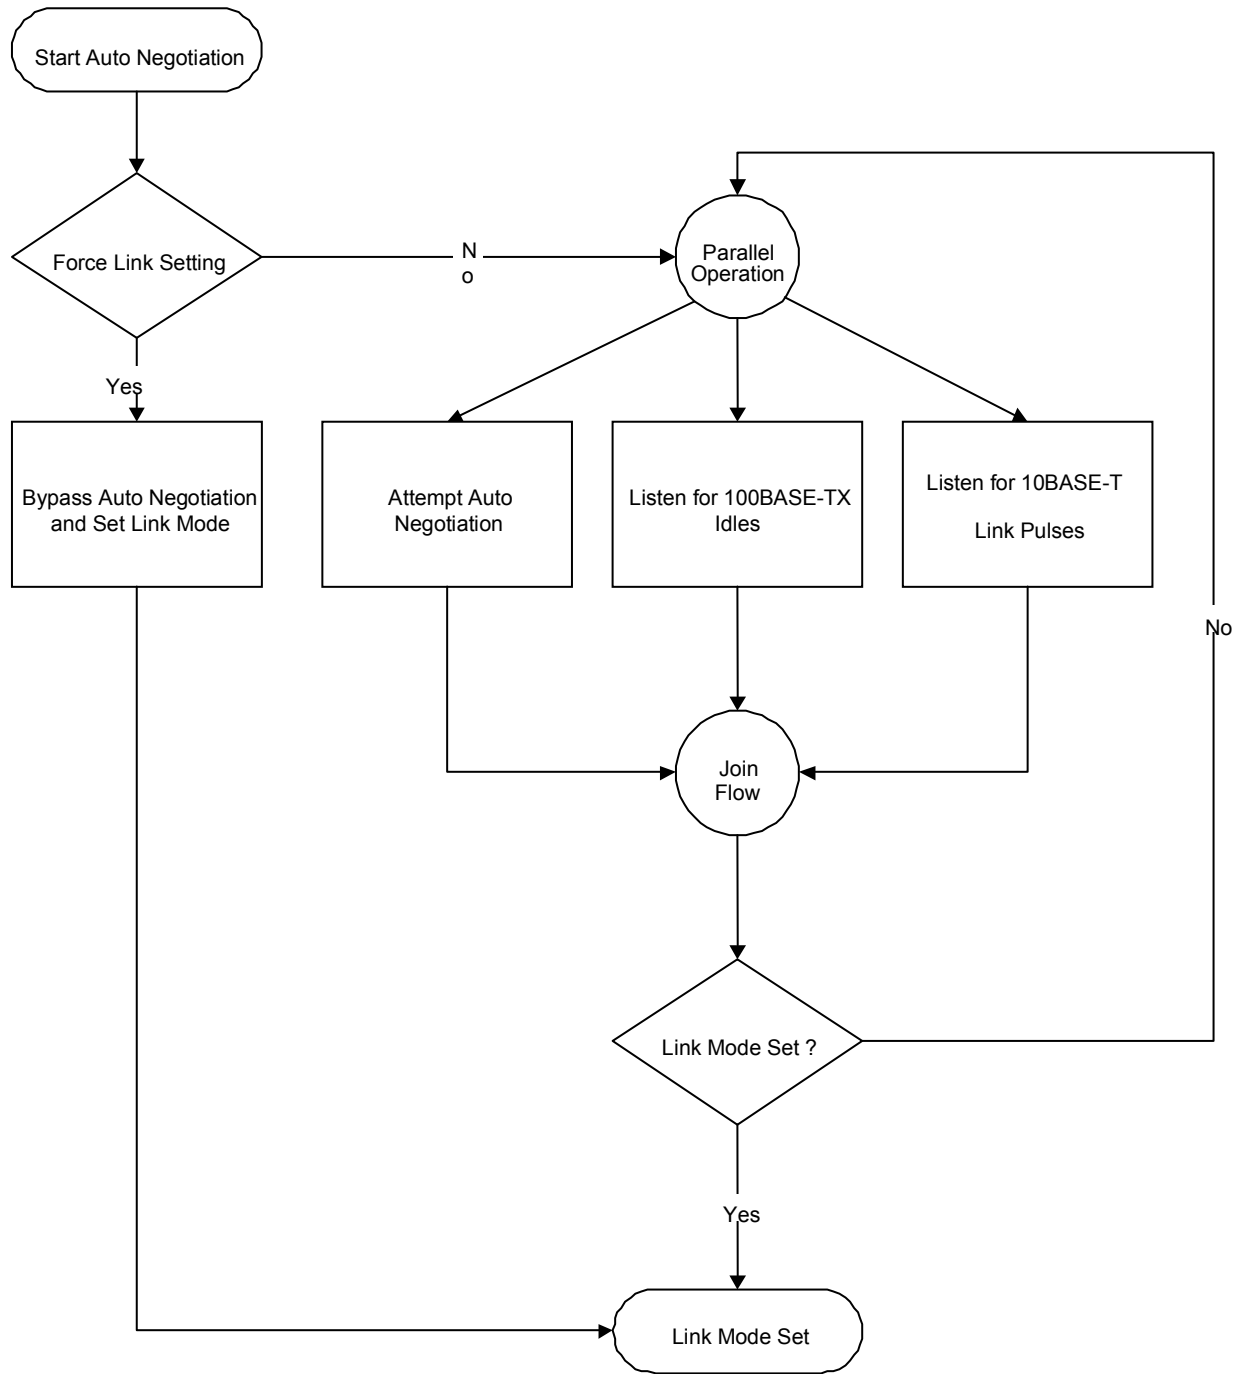 Start Auto Negotiation
Force Link Setting
N
o
Parallel
Operation
Yes
Bypass Auto Negotiation
and Set Link Mode
Attempt Auto
Negotiation
Listen for 100BASE-TX
Idles
Listen for 10BASE-T
Link Pulses
No
Join
Flow
Link Mode Set ?
Yes
Link Mode Set